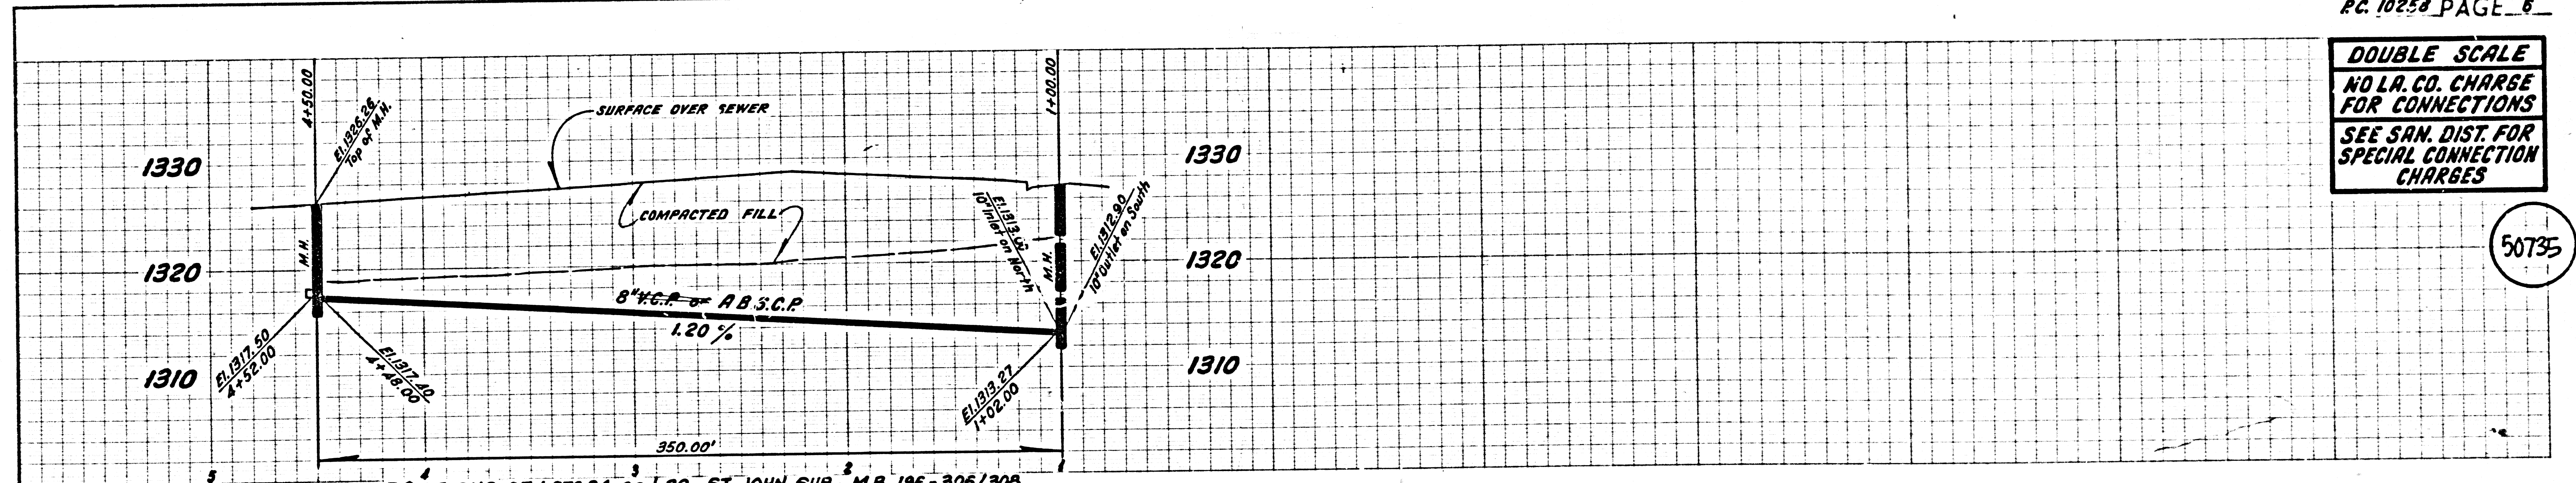 P.C. 10258 PAGE 6
DOUBLE SCALE
NO L.A. CO. CHARGE
FOR CONNECTIONS
SEE SAN. DIST. FOR
SPECIAL CONNECTION
CHARGES
50735
4+50.00
El. 1326.26
Top of M.H.
SURFACE OVER SEWER
1+00.00
1330
1330
COMPACTED FILL
El. 1313.00
10" Inlet on North
El. 1312.90
10" Outlet on South
M.H.
M.H.
1320
1320
8" V.C.P. or A.B.S.C.P.
1.20 %
1310
1310
El. 1317.50
4+52.00
El. 1317.40
4+48.00
El. 1313.27
1+02.00
350.00'
5 4 3 2 1
ST. JOHN SUB. M.B. 196-306/308